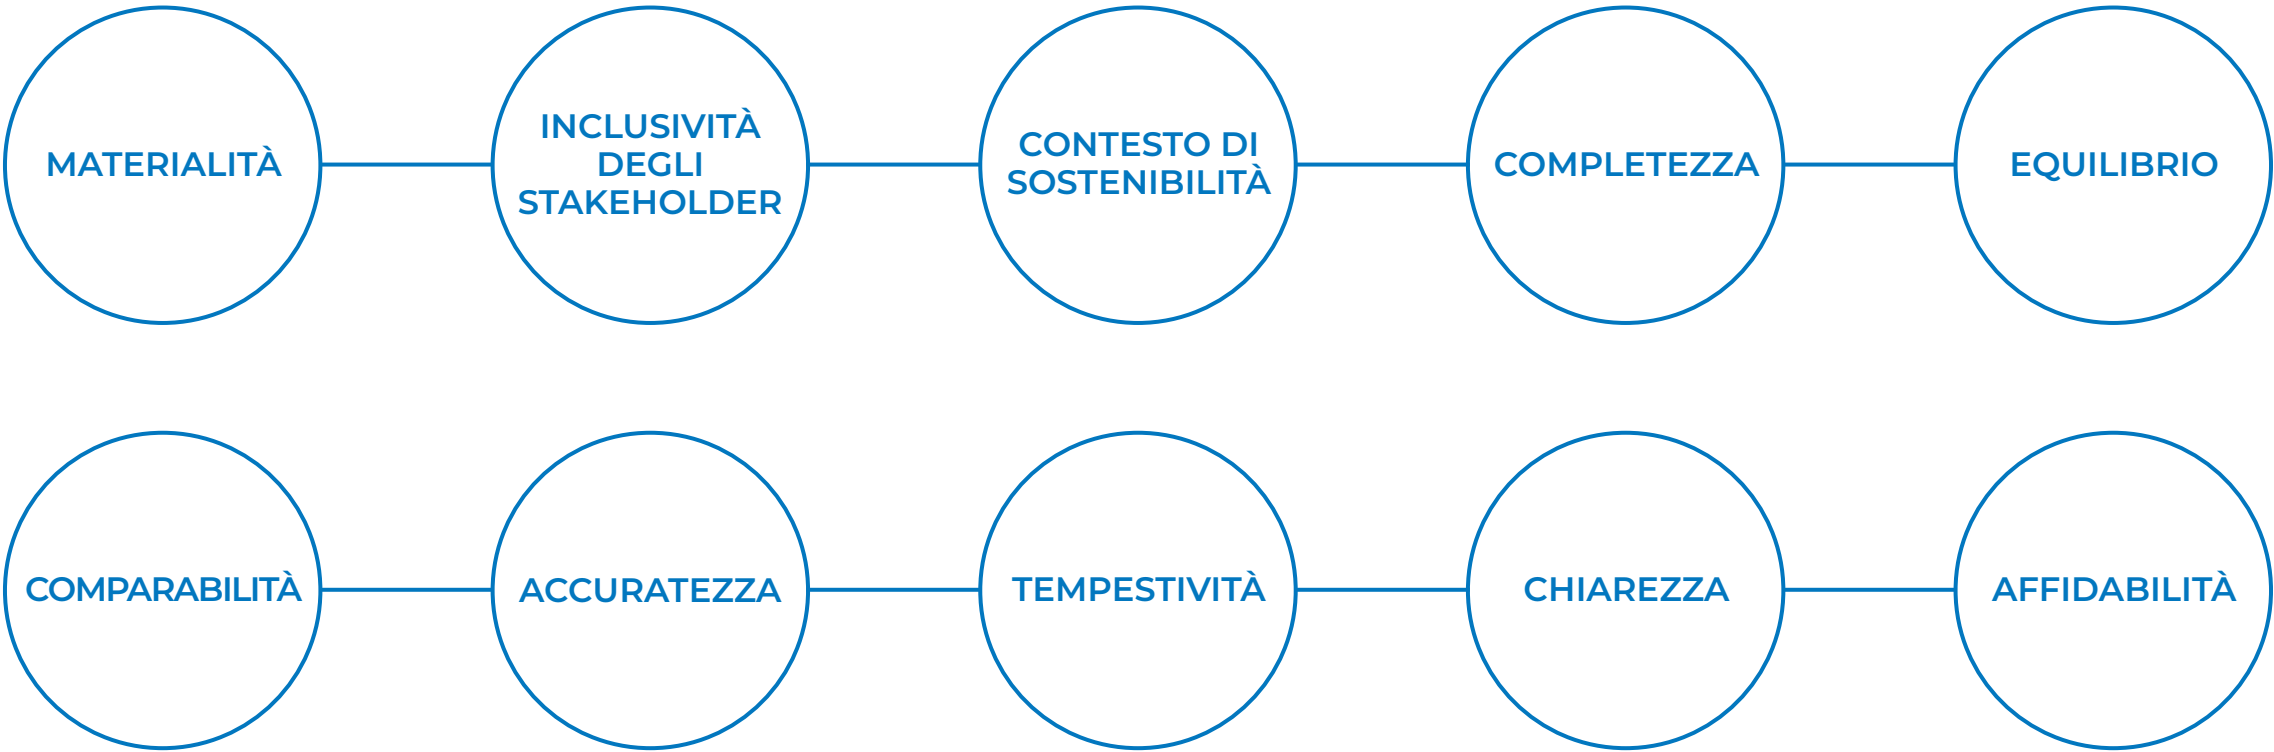 MATERIALITÀ
INCLUSIVITÀ
DEGLI
STAKEHOLDER
CONTESTO DI
SOSTENIBILITÀ
COMPLETEZZA
EQUILIBRIO
COMPARABILITÀ
ACCURATEZZA
TEMPESTIVITÀ
CHIAREZZA
AFFIDABILITÀ